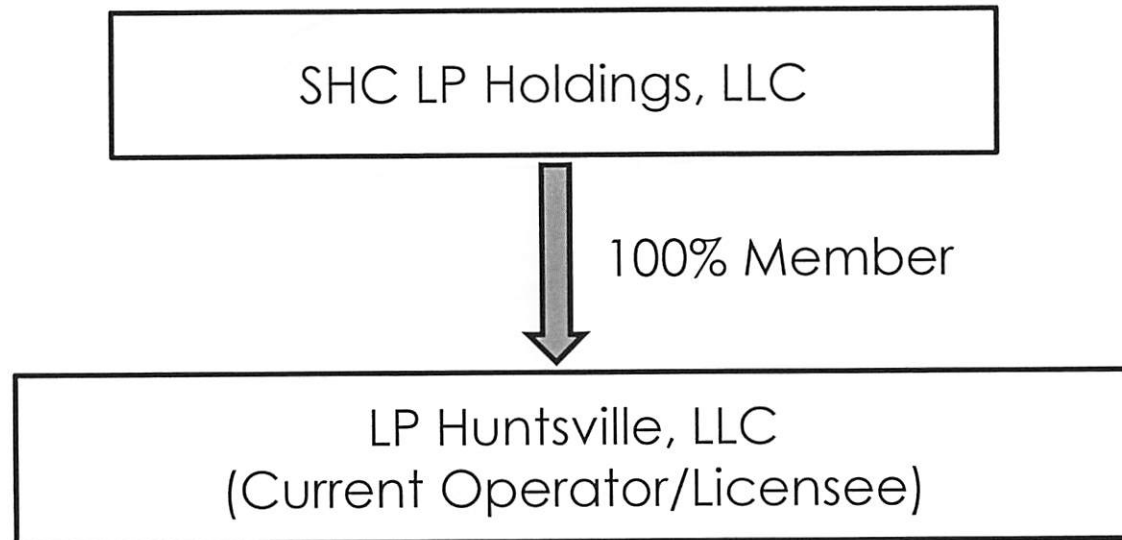 SHC LP Holdings, LLC
100% Member
LP Huntsville, LLC
(Current Operator/Licensee)